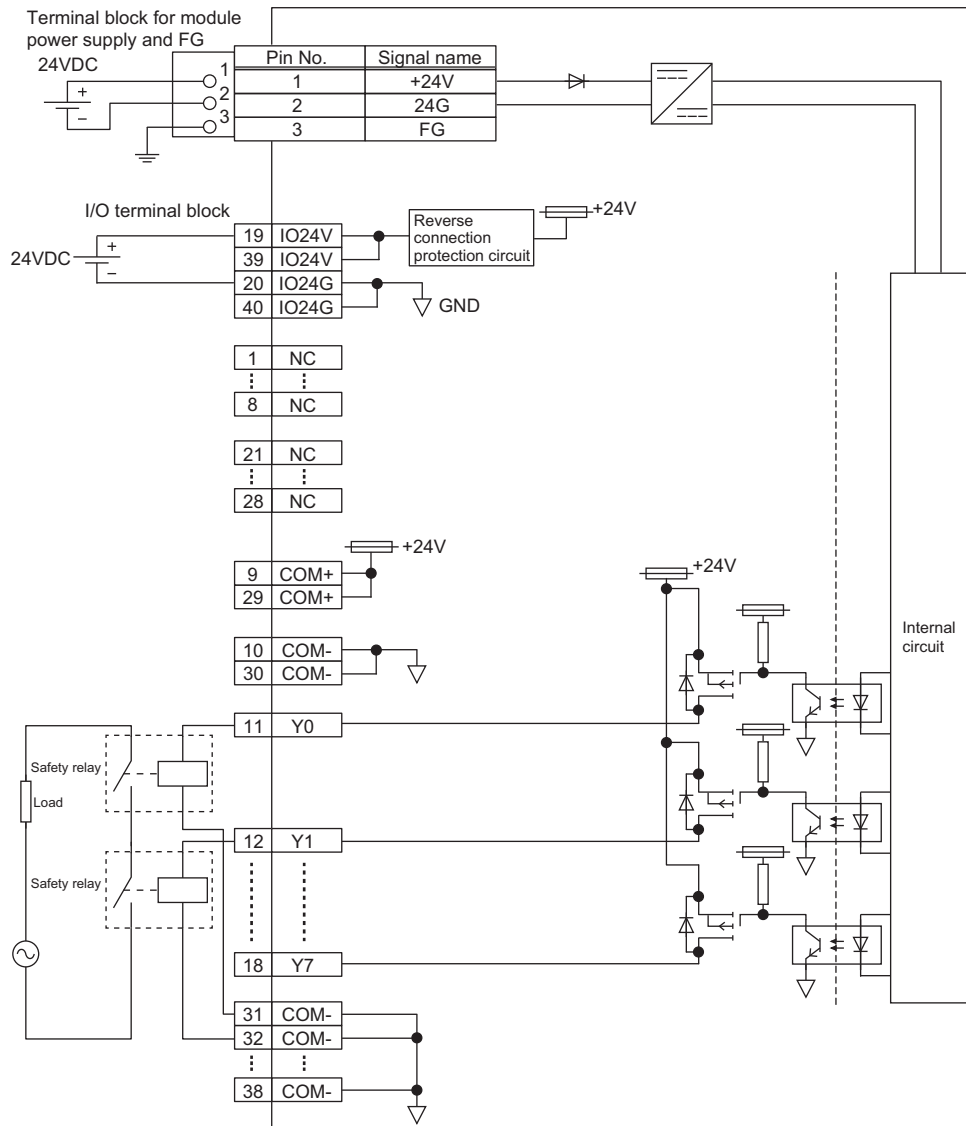 Terminal block for module
power supply and FG
24VDC
+
−
1
2
3
Pin No. Signal name
1 +24V
2 24G
3 FG
I/O terminal block
24VDC
+
−
19 IO24V
39 IO24V
20 IO24G
40 IO24G
Reverse
connection
protection circuit
+24V
GND
1 NC
8 NC
21 NC
28 NC
+24V
9 COM+
29 COM+
10 COM-
30 COM-
+24V
Internal
circuit
11 Y0
Safety relay
Load
12 Y1
Safety relay
18 Y7
31 COM-
32 COM-
38 COM-